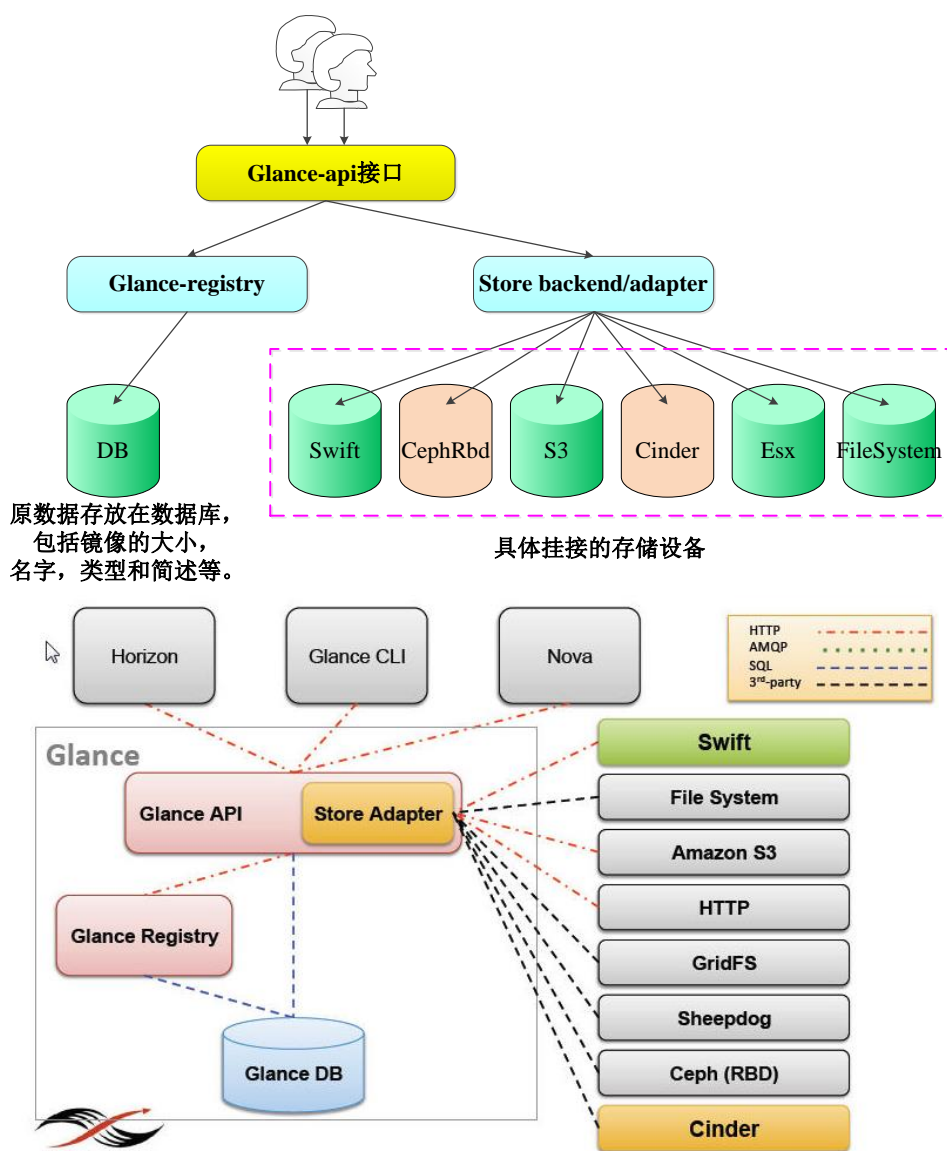 Glance-api接口
Glance-registry
Store backend/adapter
DB
Swift
CephRbd
S3
Cinder
Esx
FileSystem
原数据存放在数据库，
包括镜像的大小，
名字，类型和简述等。
具体挂接的存储设备
Horizon
Glance CLI
Nova
HTTP
AMQP
SQL
3rd-party
Glance
Glance API
Store Adapter
Glance Registry
Glance DB
Swift
File System
Amazon S3
HTTP
GridFS
Sheepdog
Ceph (RBD)
Cinder